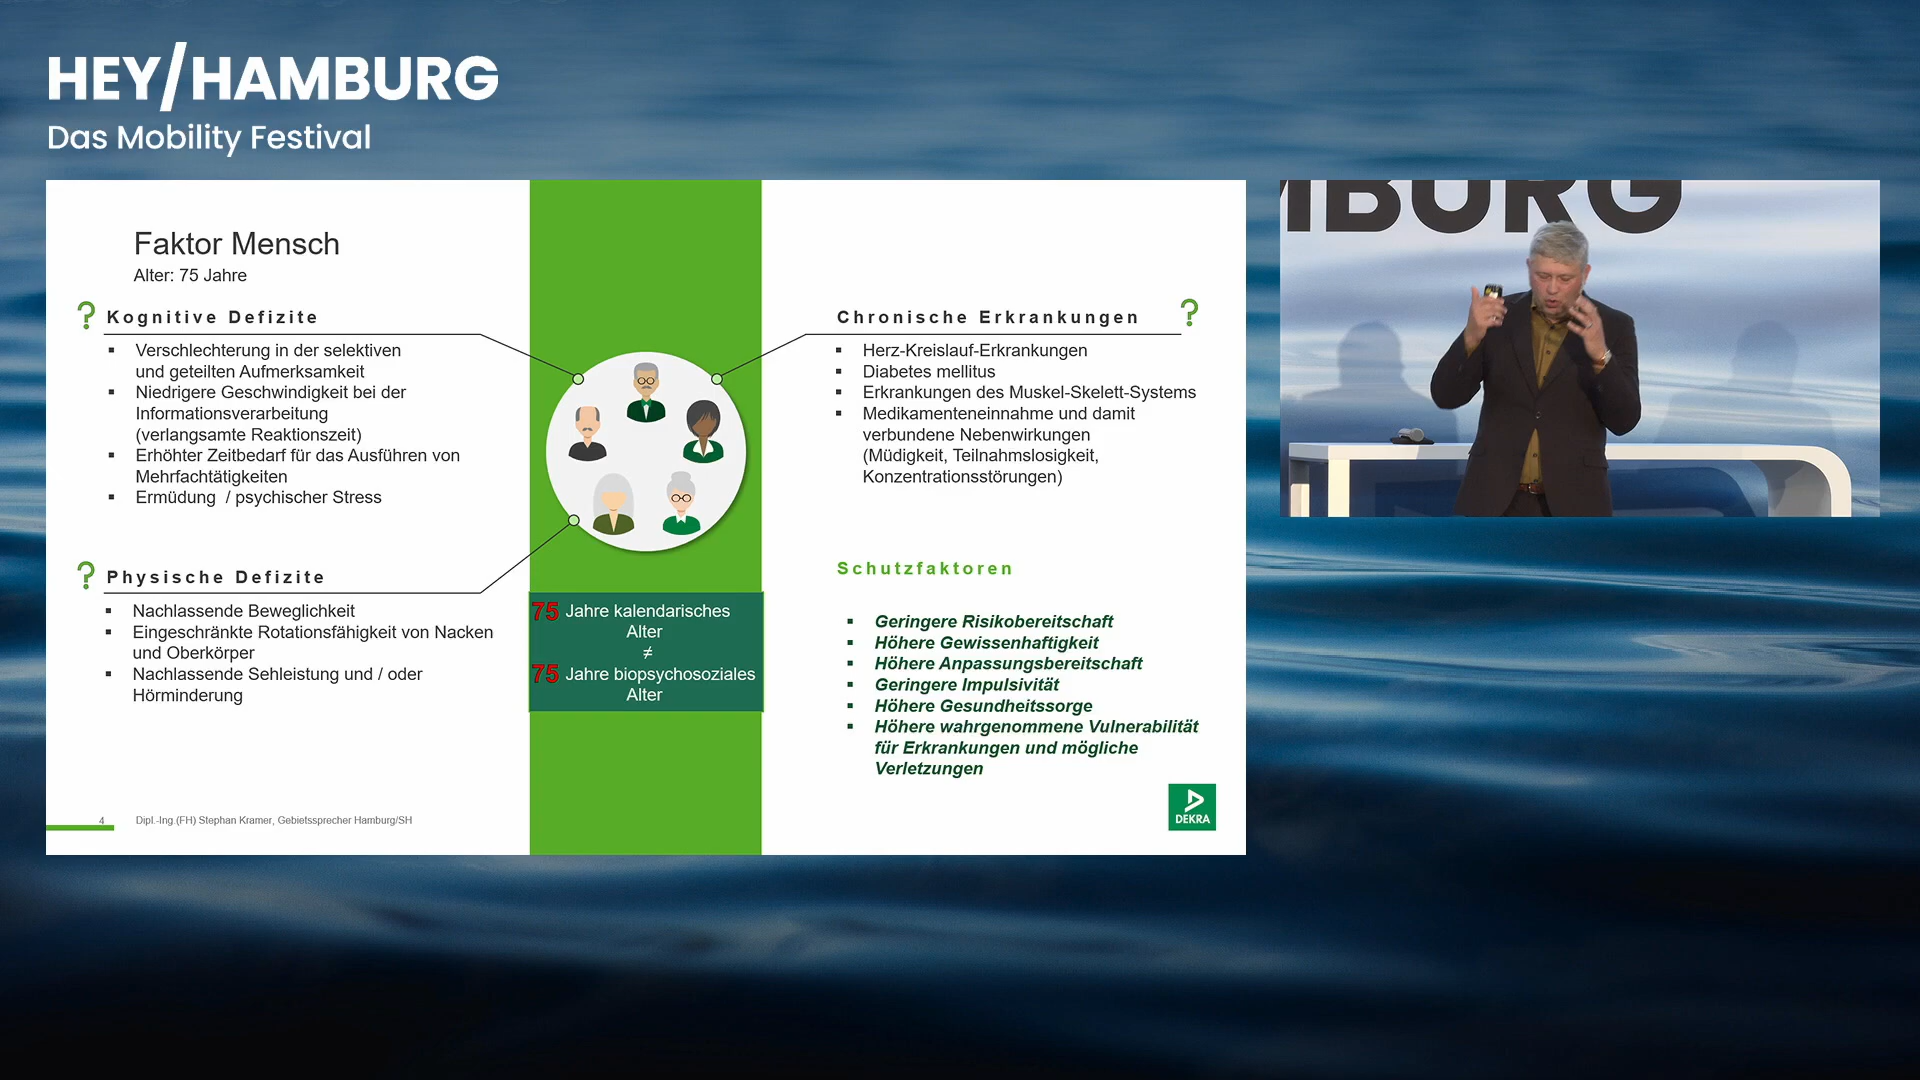 HEY/HAMBURG
Das Mobility Festival
Faktor Mensch
Alter: 75 Jahre
? Kognitive Defizite
▪ Verschlechterung in der selektiven
und geteilten Aufmerksamkeit
▪ Niedrigere Geschwindigkeit bei der
Informationsverarbeitung
(verlangsamte Reaktionszeit)
▪ Erhöhter Zeitbedarf für das Ausführen von
Mehrfachtätigkeiten
▪ Ermüdung / psychischer Stress
? Physische Defizite
▪ Nachlassende Beweglichkeit
▪ Eingeschränkte Rotationsfähigkeit von Nacken
und Oberkörper
▪ Nachlassende Sehleistung und / oder
Hörminderung
75 Jahre kalendarisches
Alter
≠
75 Jahre biopsychosoziales
Alter
Chronische Erkrankungen ?
▪ Herz-Kreislauf-Erkrankungen
▪ Diabetes mellitus
▪ Erkrankungen des Muskel-Skelett-Systems
▪ Medikamenteneinnahme und damit
verbundene Nebenwirkungen
(Müdigkeit, Teilnahmslosigkeit,
Konzentrationsstörungen)
Schutzfaktoren
▪ Geringere Risikobereitschaft
▪ Höhere Gewissenhaftigkeit
▪ Höhere Anpassungsbereitschaft
▪ Geringere Impulsivität
▪ Höhere Gesundheitssorge
▪ Höhere wahrgenommene Vulnerabilität
für Erkrankungen und mögliche
Verletzungen
4 Dipl.-Ing.(FH) Stephan Kramer, Gebietssprecher Hamburg/SH
DEKRA
MBURG